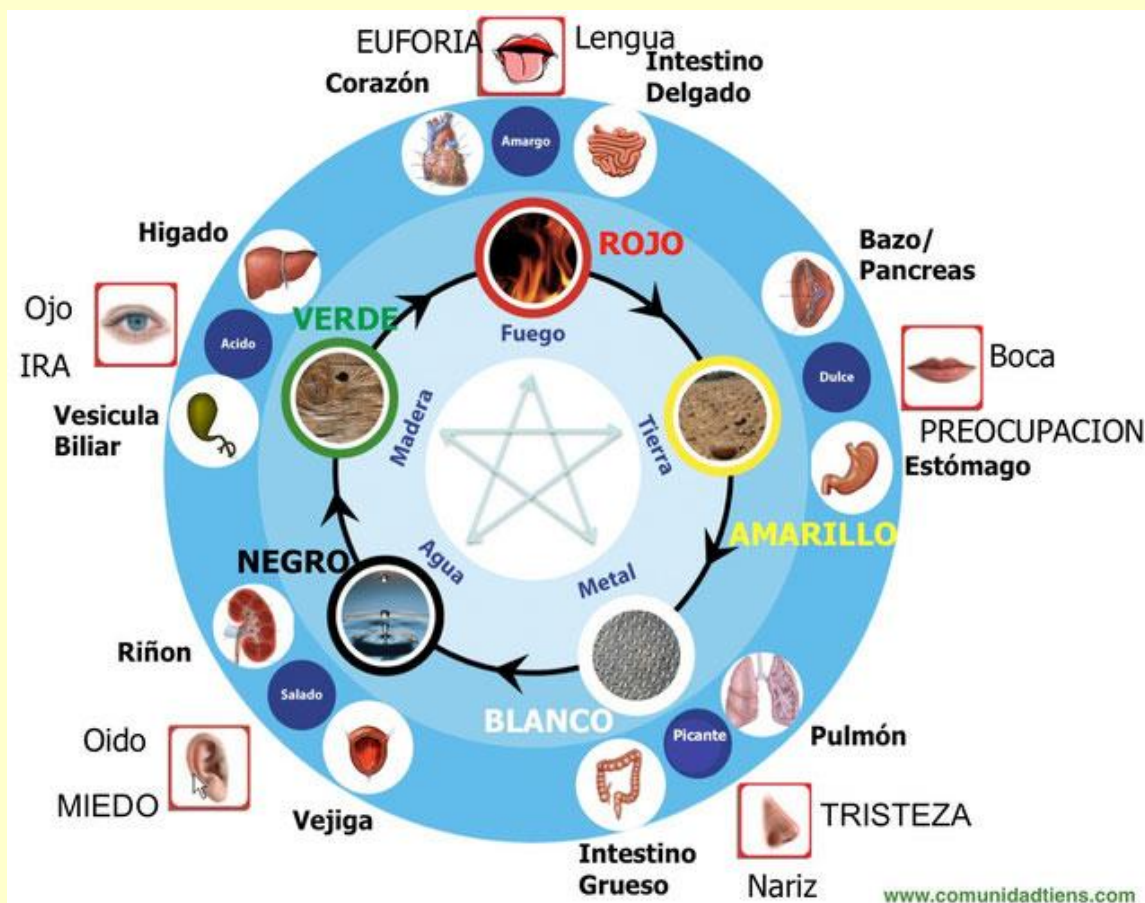 EUFORIA
Lengua
Corazón
Intestino
Delgado
Amargo
Higado
ROJO
Bazo/
Pancreas
Ojo
VERDE
Fuego
Acido
IRA
Boca
Dulce
Vesicula
Biliar
Madera
Tierra
PREOCUPACION
Estómago
AMARILLO
NEGRO
Agua
Metal
Riñon
Salado
BLANCO
Picante
Pulmón
Oido
MIEDO
Vejiga
TRISTEZA
Intestino
Grueso
Nariz
www.comunidadtiens.com